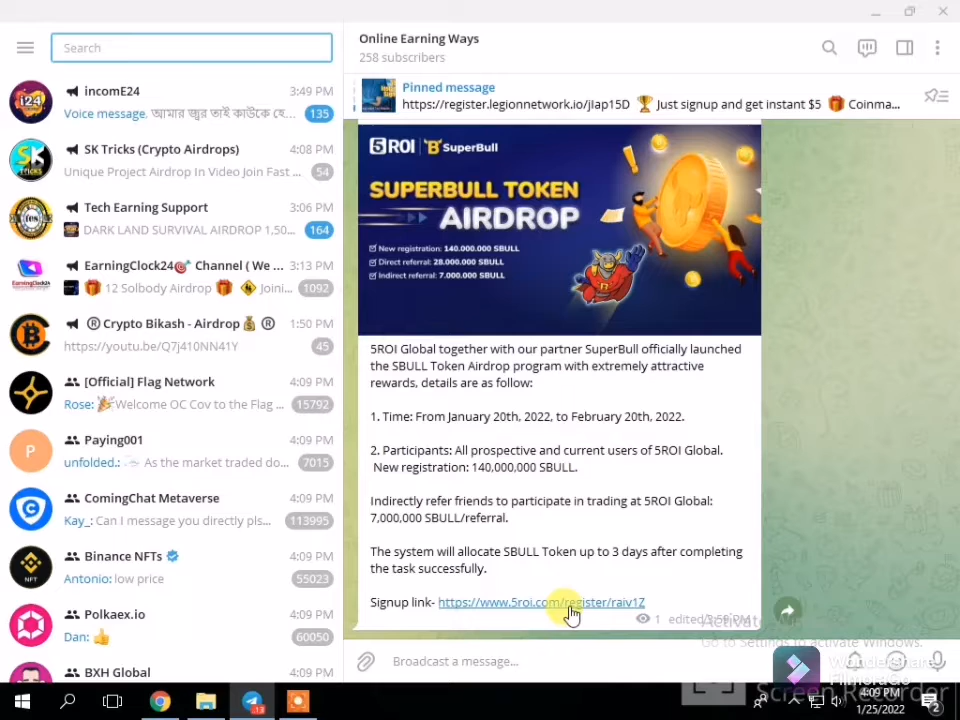 Search
incomE24
3:49 PM
Voice message, আমার জ্বর তাই কাউকে হে...
135
SK Tricks (Crypto Airdrops)
4:08 PM
Unique Project Airdrop In Video Join Fast ...
54
Tech Earning Support
3:06 PM
DARK LAND SURVIVAL AIRDROP 1,50...
164
EarningClock24🎯 Channel ( We ...
3:13 PM
🎁 12 Solbody Airdrop 🎁 Joini...
1092
®Crypto Bikash - Airdrop💰®
1:50 PM
https://youtu.be/Q7j410NN41Y
45
[Official] Flag Network
4:09 PM
Rose: 🎉Welcome OC Cov to the Flag ...
15792
P
Paying001
4:09 PM
unfolded.: As the market traded do...
7015
ComingChat Metaverse
4:09 PM
Kay_: Can I message you directly pls...
113995
Binance NFTs
4:09 PM
Antonio: low price
55023
Polkaex.io
4:09 PM
Dan: 👍
60050
BXH Global
4:09 PM
Online Earning Ways
258 subscribers
Pinned message
https://register.legionnetwork.io/jIap15D 🏆 Just signup and get instant $5 🎁 Coinma...
5ROI | SuperBull
SUPERBULL TOKEN
AIRDROP
New registration: 140.000.000 SBULL
Direct referral: 28.000.000 SBULL
Indirect referral: 7.000.000 SBULL
5ROI Global together with our partner SuperBull officially launched
the SBULL Token Airdrop program with extremely attractive
rewards, details are as follow:
1. Time: From January 20th, 2022, to February 20th, 2022.
2. Participants: All prospective and current users of 5ROI Global.
New registration: 140,000,000 SBULL.
Indirectly refer friends to participate in trading at 5ROI Global:
7,000,000 SBULL/referral.
The system will allocate SBULL Token up to 3 days after completing
the task successfully.
Signup link- https://www.5roi.com/register/raiv1Z
1 edited 3:59 PM
Activate
Go to Settings to activate Windows.
Broadcast a message...
Wondershare
FilmoraGo
Screen Recorder
4:09 PM
1/25/2022
2